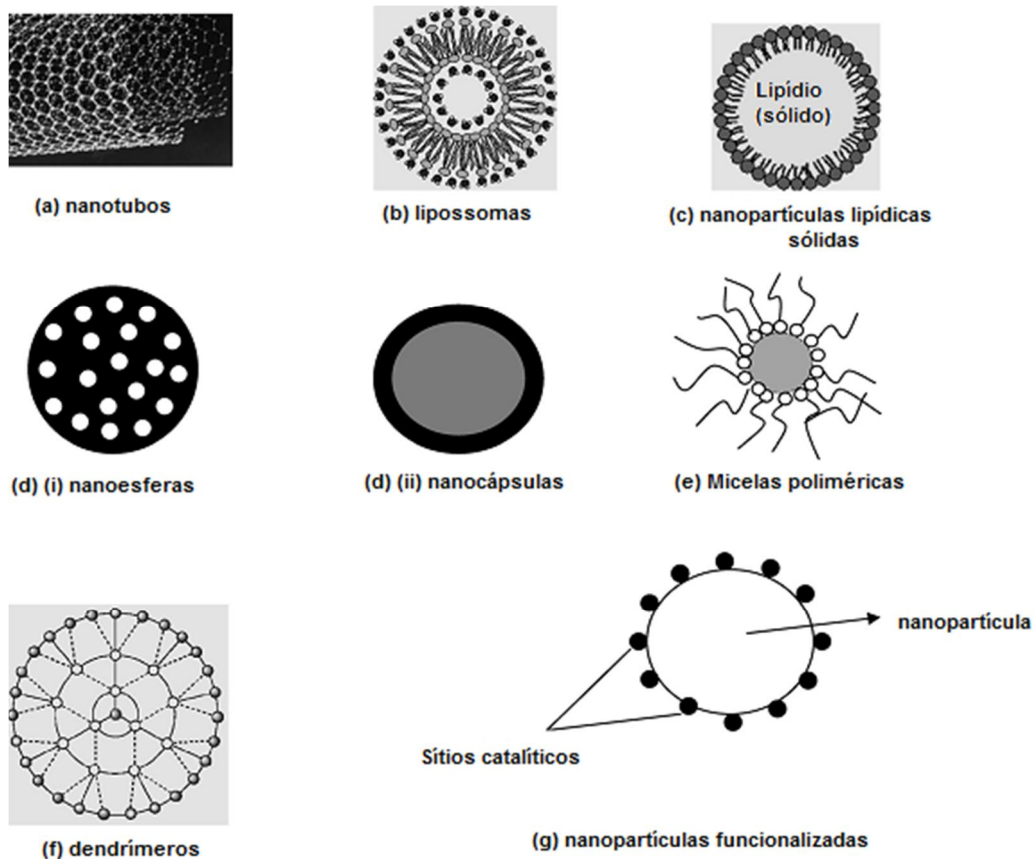 (a) nanotubos
(b) lipossomas
Lipídio
(sólido)
(c) nanopartículas lipídicas
sólidas
(d) (i) nanoesferas
(d) (ii) nanocápsulas
(e) Micelas poliméricas
(f) dendrímeros
nanopartícula
Sítios catalíticos
(g) nanopartículas funcionalizadas